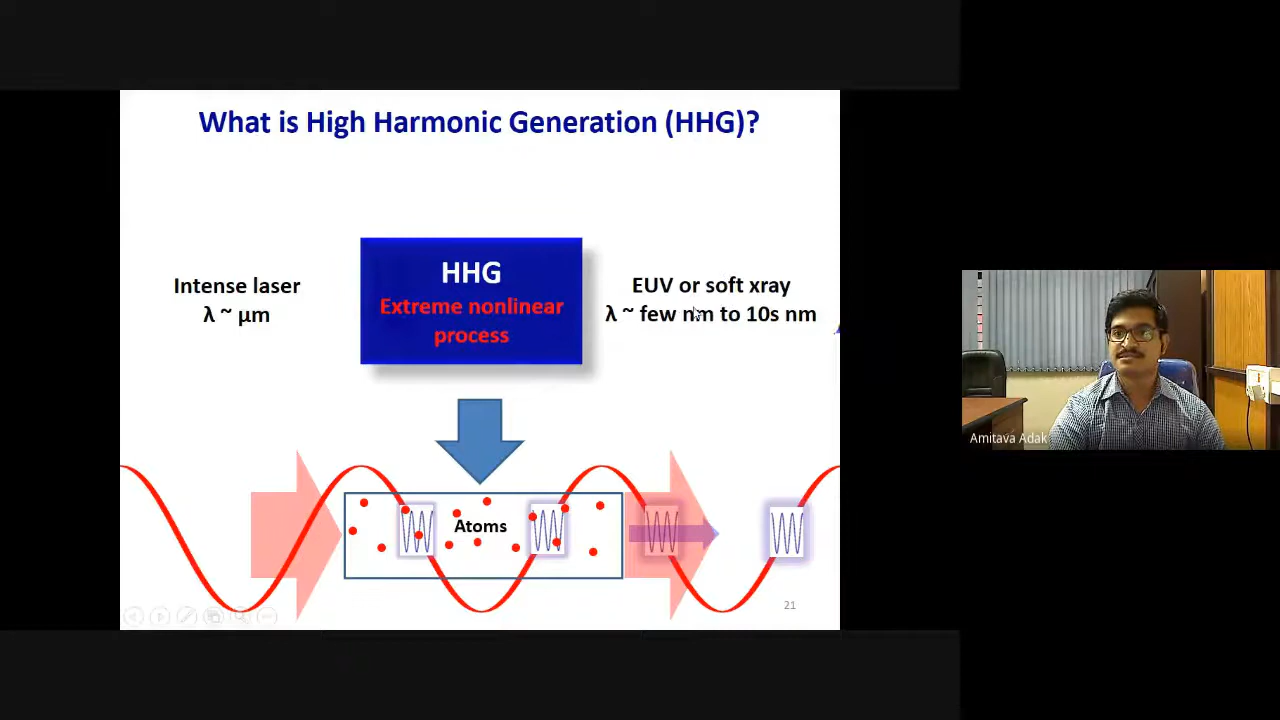 What is High Harmonic Generation (HHG)?
Intense laser
λ ~ µm
HHG
Extreme nonlinear
process
EUV or soft xray
λ ~ few nm to 10s nm
Atoms
21
Amitava Adak